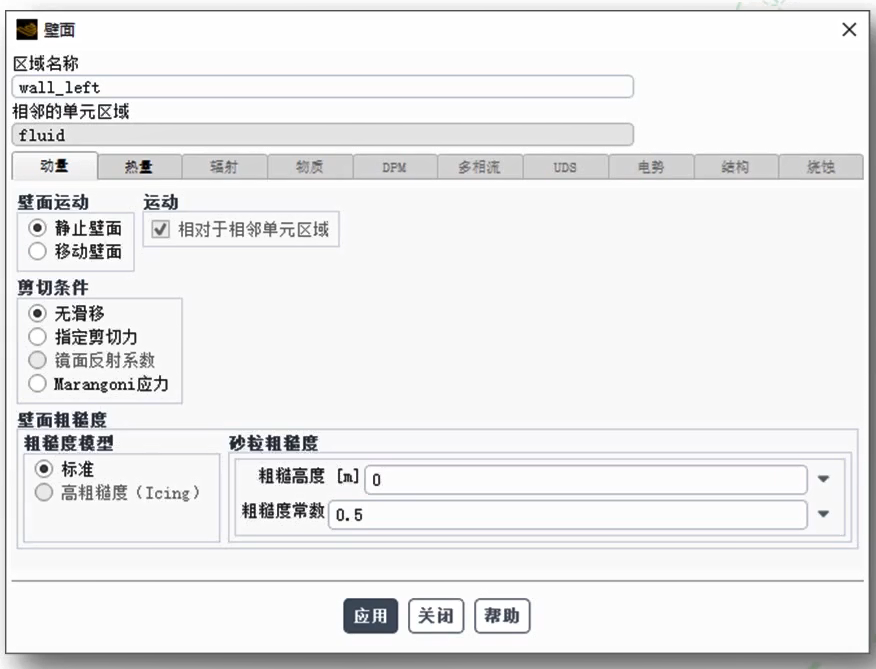 壁面
区域名称
wall_left
相邻的单元区域
fluid
动量 热量 辐射 物质 DPM 多相流 UDS 电势 结构 烧蚀
壁面运动 运动
静止壁面 相对于相邻单元区域
移动壁面
剪切条件
无滑移
指定剪切力
镜面反射系数
Marangoni应力
壁面粗糙度
粗糙度模型 砂粒粗糙度
标准 粗糙高度 [m] 0
高粗糙度（Icing） 粗糙度常数 0.5
应用 关闭 帮助